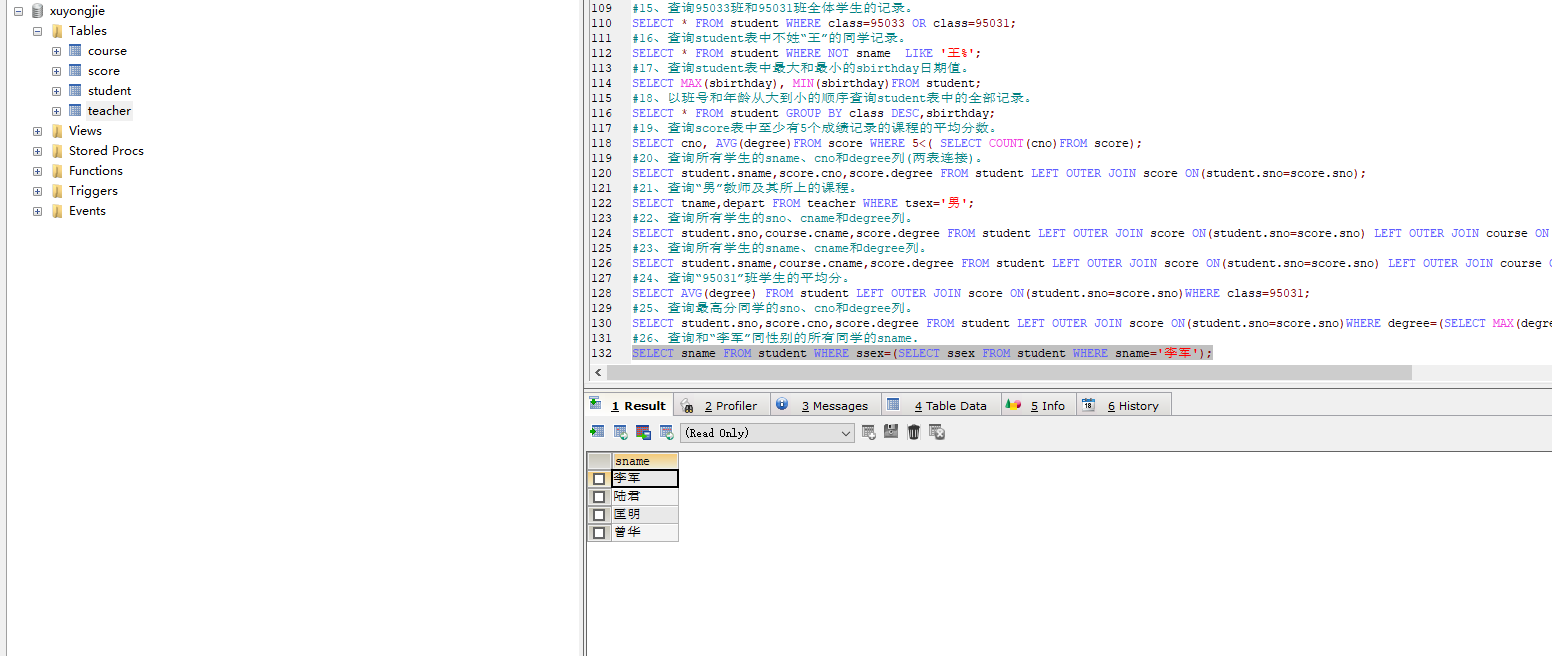 xuyongjie
Tables
course
score
student
teacher
Views
Stored Procs
Functions
Triggers
Events
109 #15、查询95033班和95031班全体学生的记录。
110 SELECT * FROM student WHERE class=95033 OR class=95031;
111 #16、查询student表中不姓“王”的同学记录。
112 SELECT * FROM student WHERE NOT sname  LIKE '王%';
113 #17、查询student表中最大和最小的sbirthday日期值。
114 SELECT MAX(sbirthday), MIN(sbirthday)FROM student;
115 #18、以班号和年龄从大到小的顺序查询student表中的全部记录。
116 SELECT * FROM student GROUP BY class DESC,sbirthday;
117 #19、查询score表中至少有5个成绩记录的课程的平均分数。
118 SELECT cno, AVG(degree)FROM score WHERE 5<( SELECT COUNT(cno)FROM score);
119 #20、查询所有学生的sname、cno和degree列(两表连接)。
120 SELECT student.sname,score.cno,score.degree FROM student LEFT OUTER JOIN score ON(student.sno=score.sno);
121 #21、查询“男”教师及其所上的课程。
122 SELECT tname,depart FROM teacher WHERE tsex='男';
123 #22、查询所有学生的sno、cname和degree列。
124 SELECT student.sno,course.cname,score.degree FROM student LEFT OUTER JOIN score ON(student.sno=score.sno) LEFT OUTER JOIN course ON
125 #23、查询所有学生的sname、cname和degree列。
126 SELECT student.sname,course.cname,score.degree FROM student LEFT OUTER JOIN score ON(student.sno=score.sno) LEFT OUTER JOIN course
127 #24、查询“95031”班学生的平均分。
128 SELECT AVG(degree) FROM student LEFT OUTER JOIN score ON(student.sno=score.sno)WHERE class=95031;
129 #25、查询最高分同学的sno、cno和degree列。
130 SELECT student.sno,score.cno,score.degree FROM student LEFT OUTER JOIN score ON(student.sno=score.sno)WHERE degree=(SELECT MAX(degre
131 #26、查询和“李军”同性别的所有同学的sname.
132 SELECT sname FROM student WHERE ssex=(SELECT ssex FROM student WHERE sname='李军');
1 Result 2 Profiler 3 Messages 4 Table Data 5 Info 6 History
(Read Only)
sname
李军
陆君
匡明
曾华